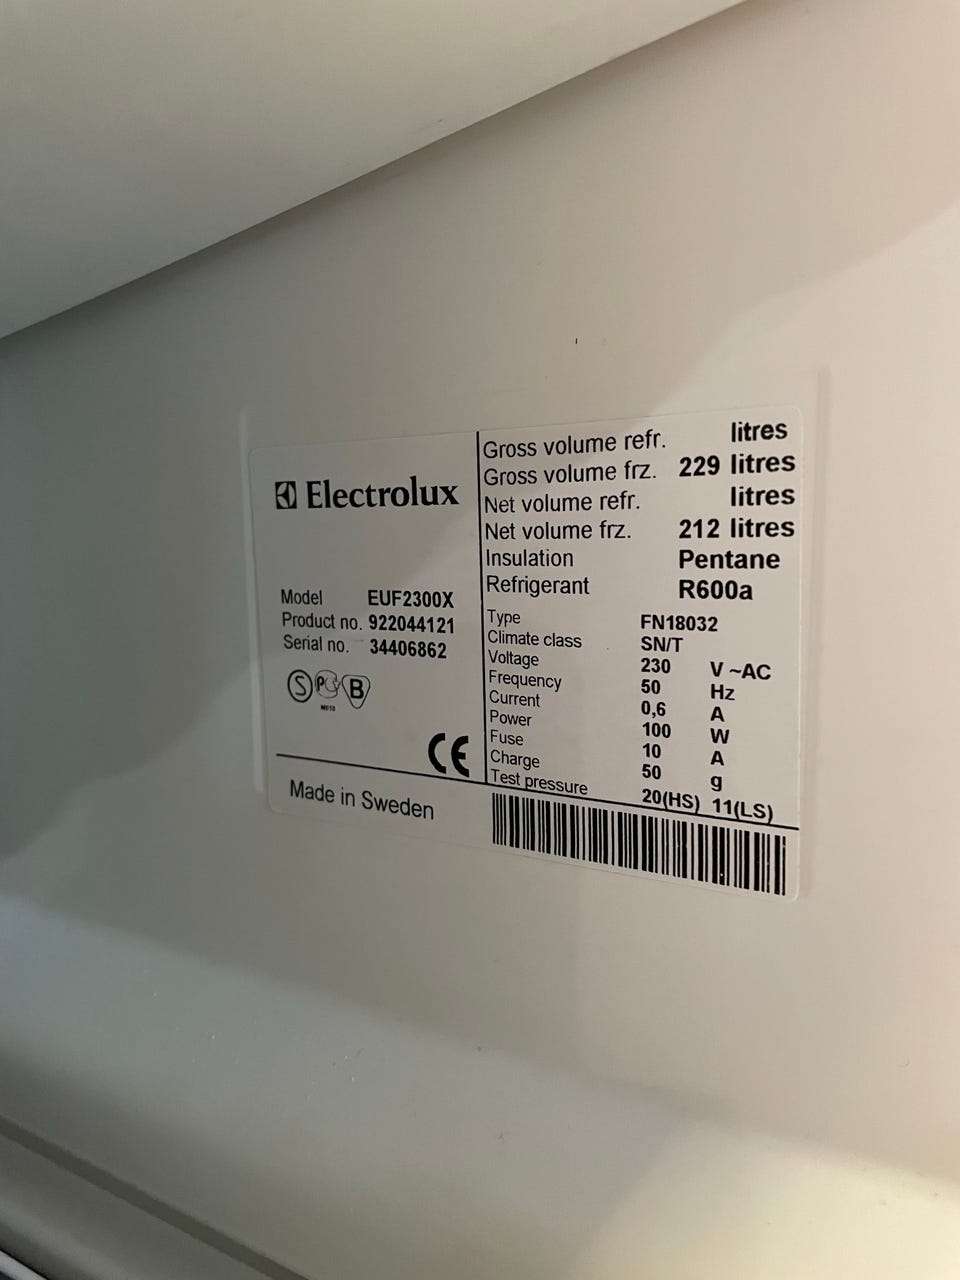 Electrolux
Model EUF2300X
Product no. 922044121
Serial no. 34406862
S PCT B
CE
Made in Sweden
Gross volume refr. litres
Gross volume frz. 229 litres
Net volume refr. litres
Net volume frz. 212 litres
Insulation Pentane
Refrigerant R600a
Type FN18032
Climate class SN/T
Voltage 230 V ~AC
Frequency 50 Hz
Current 0,6 A
Power 100 W
Fuse 10 A
Charge 50 g
Test pressure 20(HS) 11(LS)